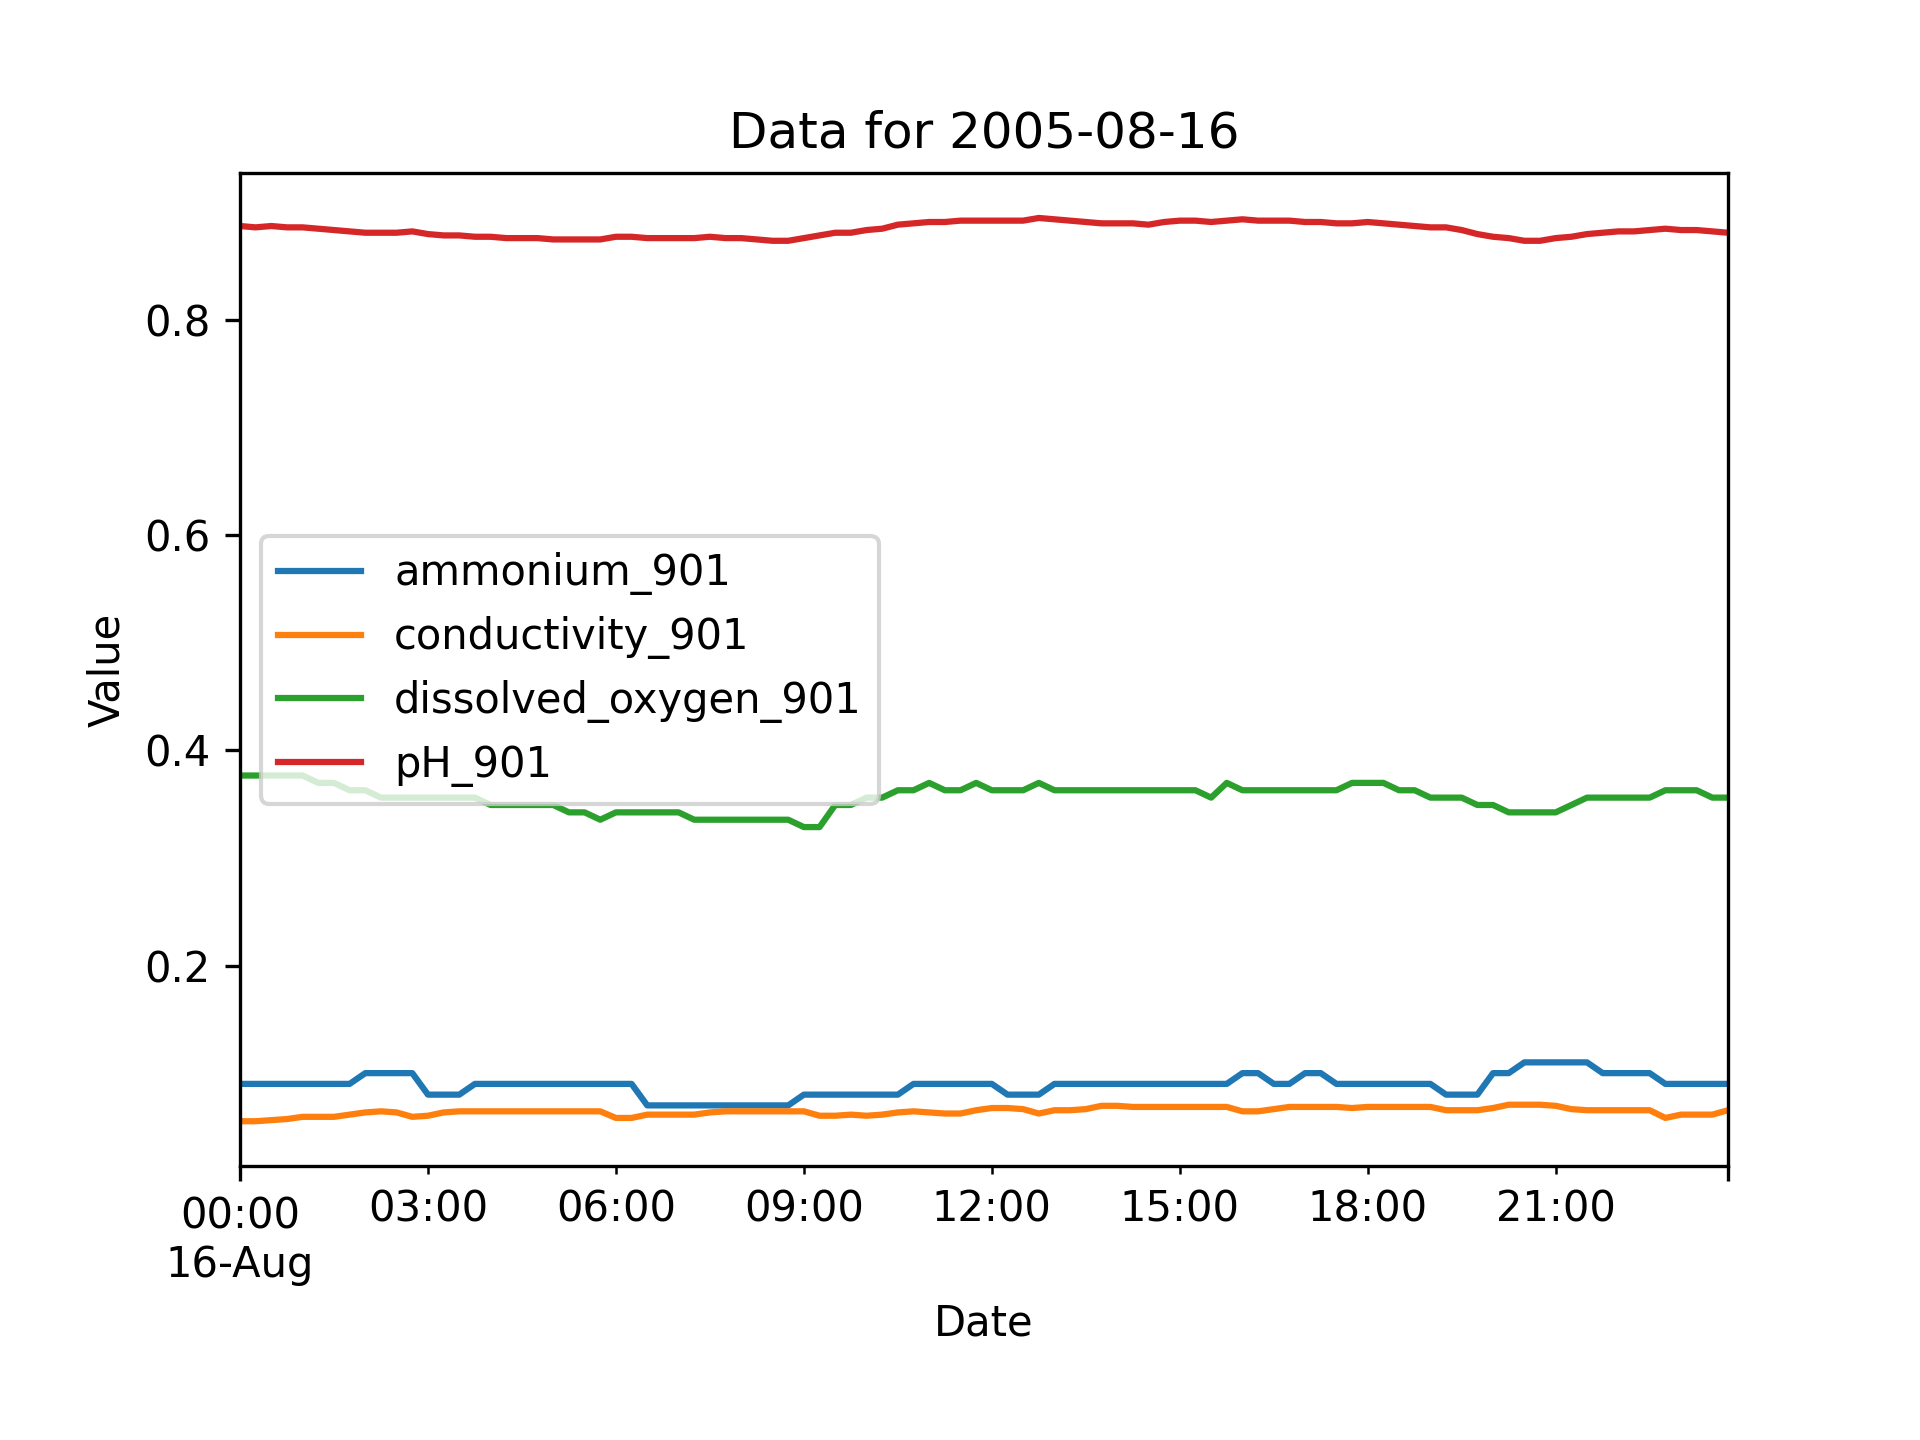 Data for 2005-08-16
0.8
0.6
0.4
0.2
Value
ammonium_901
conductivity_901
dissolved_oxygen_901
pH_901
00:00 03:00 06:00 09:00 12:00 15:00 18:00 21:00
16-Aug
Date